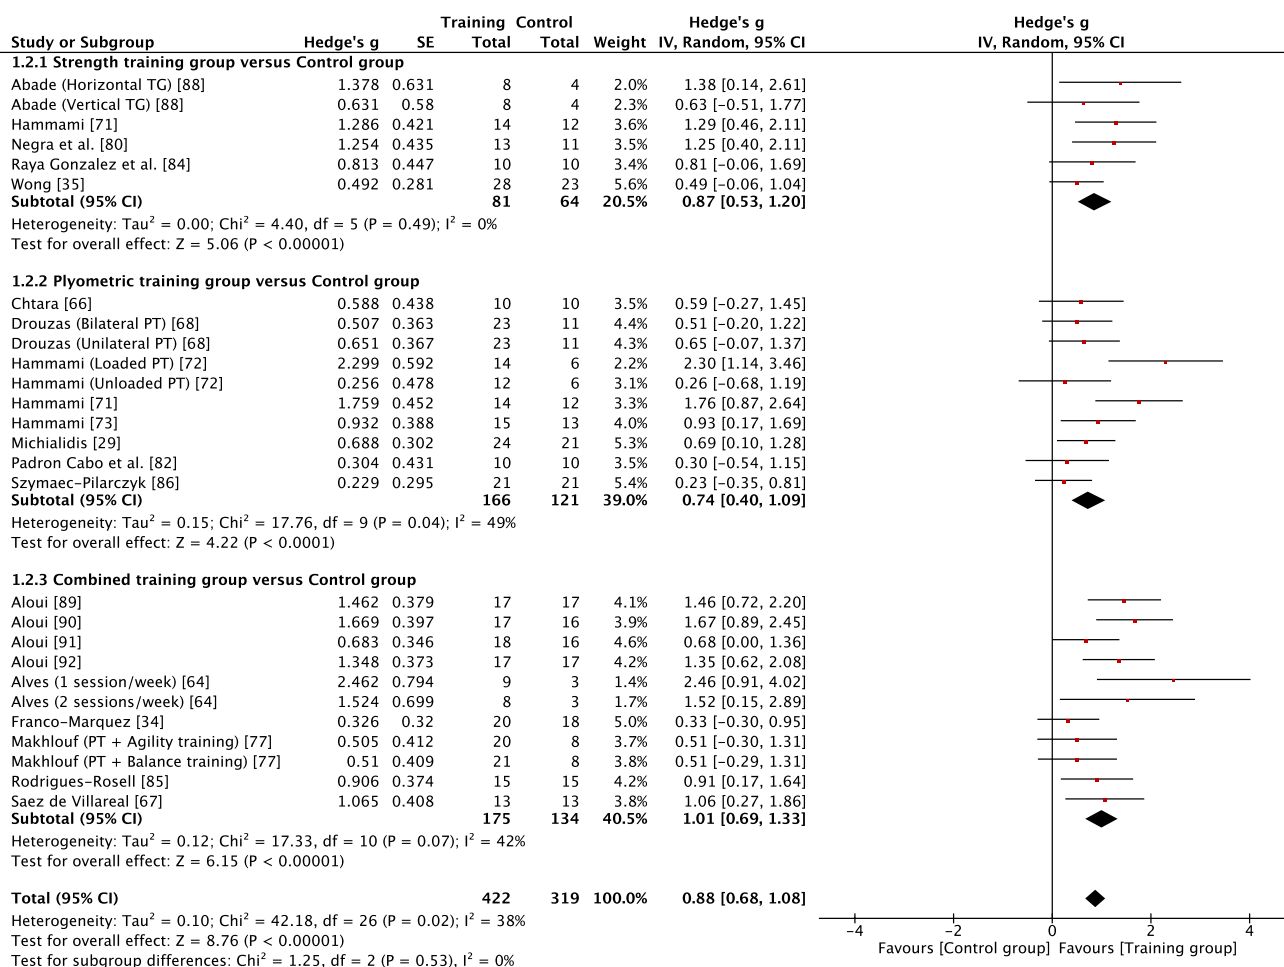 Training Control Hedge's g Hedge's g
Study or Subgroup Hedge's g SE Total Total Weight IV, Random, 95% CI IV, Random, 95% CI
1.2.1 Strength training group versus Control group
Abade (Horizontal TG) [88] 1.378 0.631 8 4 2.0% 1.38 [0.14, 2.61]
Abade (Vertical TG) [88] 0.631 0.58 8 4 2.3% 0.63 [−0.51, 1.77]
Hammami [71] 1.286 0.421 14 12 3.6% 1.29 [0.46, 2.11]
Negra et al. [80] 1.254 0.435 13 11 3.5% 1.25 [0.40, 2.11]
Raya Gonzalez et al. [84] 0.813 0.447 10 10 3.4% 0.81 [−0.06, 1.69]
Wong [35] 0.492 0.281 28 23 5.6% 0.49 [−0.06, 1.04]
Subtotal (95% CI) 81 64 20.5% 0.87 [0.53, 1.20]
Heterogeneity: Tau² = 0.00; Chi² = 4.40, df = 5 (P = 0.49); I² = 0%
Test for overall effect: Z = 5.06 (P < 0.00001)
1.2.2 Plyometric training group versus Control group
Chtara [66] 0.588 0.438 10 10 3.5% 0.59 [−0.27, 1.45]
Drouzas (Bilateral PT) [68] 0.507 0.363 23 11 4.4% 0.51 [−0.20, 1.22]
Drouzas (Unilateral PT) [68] 0.651 0.367 23 11 4.3% 0.65 [−0.07, 1.37]
Hammami (Loaded PT) [72] 2.299 0.592 14 6 2.2% 2.30 [1.14, 3.46]
Hammami (Unloaded PT) [72] 0.256 0.478 12 6 3.1% 0.26 [−0.68, 1.19]
Hammami [71] 1.759 0.452 14 12 3.3% 1.76 [0.87, 2.64]
Hammami [73] 0.932 0.388 15 13 4.0% 0.93 [0.17, 1.69]
Michialidis [29] 0.688 0.302 24 21 5.3% 0.69 [0.10, 1.28]
Padron Cabo et al. [82] 0.304 0.431 10 10 3.5% 0.30 [−0.54, 1.15]
Szymaec-Pilarczyk [86] 0.229 0.295 21 21 5.4% 0.23 [−0.35, 0.81]
Subtotal (95% CI) 166 121 39.0% 0.74 [0.40, 1.09]
Heterogeneity: Tau² = 0.15; Chi² = 17.76, df = 9 (P = 0.04); I² = 49%
Test for overall effect: Z = 4.22 (P < 0.0001)
1.2.3 Combined training group versus Control group
Aloui [89] 1.462 0.379 17 17 4.1% 1.46 [0.72, 2.20]
Aloui [90] 1.669 0.397 17 16 3.9% 1.67 [0.89, 2.45]
Aloui [91] 0.683 0.346 18 16 4.6% 0.68 [0.00, 1.36]
Aloui [92] 1.348 0.373 17 17 4.2% 1.35 [0.62, 2.08]
Alves (1 session/week) [64] 2.462 0.794 9 3 1.4% 2.46 [0.91, 4.02]
Alves (2 sessions/week) [64] 1.524 0.699 8 3 1.7% 1.52 [0.15, 2.89]
Franco-Marquez [34] 0.326 0.32 20 18 5.0% 0.33 [−0.30, 0.95]
Makhlouf (PT + Agility training) [77] 0.505 0.412 20 8 3.7% 0.51 [−0.30, 1.31]
Makhlouf (PT + Balance training) [77] 0.51 0.409 21 8 3.7% 0.51 [−0.29, 1.31]
Rodrigues-Rosell [85] 0.906 0.374 15 15 4.2% 0.91 [0.17, 1.64]
Saez de Villareal [67] 1.065 0.408 13 13 3.8% 1.06 [0.27, 1.86]
Subtotal (95% CI) 175 134 40.5% 1.01 [0.69, 1.33]
Heterogeneity: Tau² = 0.12; Chi² = 17.33, df = 10 (P = 0.07); I² = 42%
Test for overall effect: Z = 6.15 (P < 0.00001)
Total (95% CI) 422 319 100.0% 0.88 [0.68, 1.08]
Heterogeneity: Tau² = 0.10; Chi² = 42.18, df = 26 (P = 0.02); I² = 38%
Test for overall effect: Z = 8.76 (P < 0.00001)
Test for subgroup differences: Chi² = 1.25, df = 2 (P = 0.53), I² = 0%
−4 −2 0 2 4
Favours [Control group] Favours [Training group]